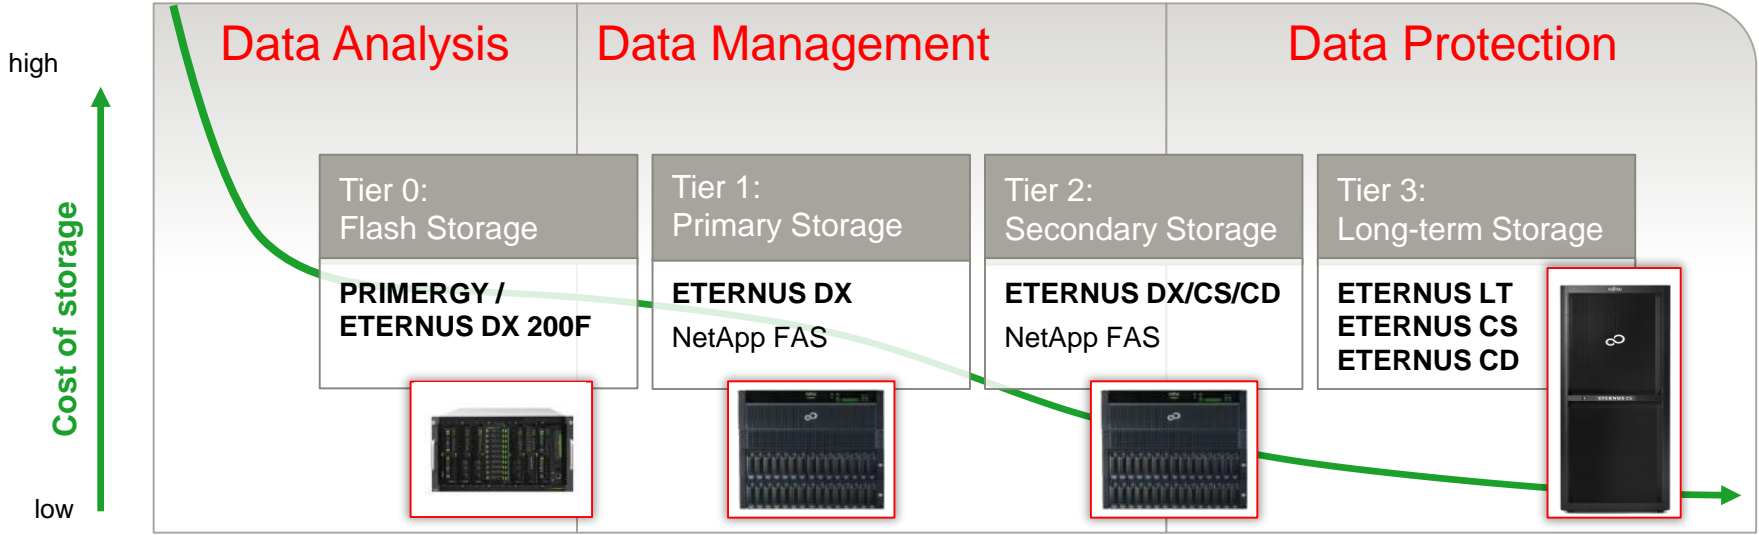 Data Analysis
Data Management
Data Protection
high
Cost of storage
low
Tier 0:
Flash Storage
PRIMERGY /
ETERNUS DX 200F
Tier 1:
Primary Storage
ETERNUS DX
NetApp FAS
Tier 2:
Secondary Storage
ETERNUS DX/CS/CD
NetApp FAS
Tier 3:
Long-term Storage
ETERNUS LT
ETERNUS CS
ETERNUS CD
ETERNUS CS